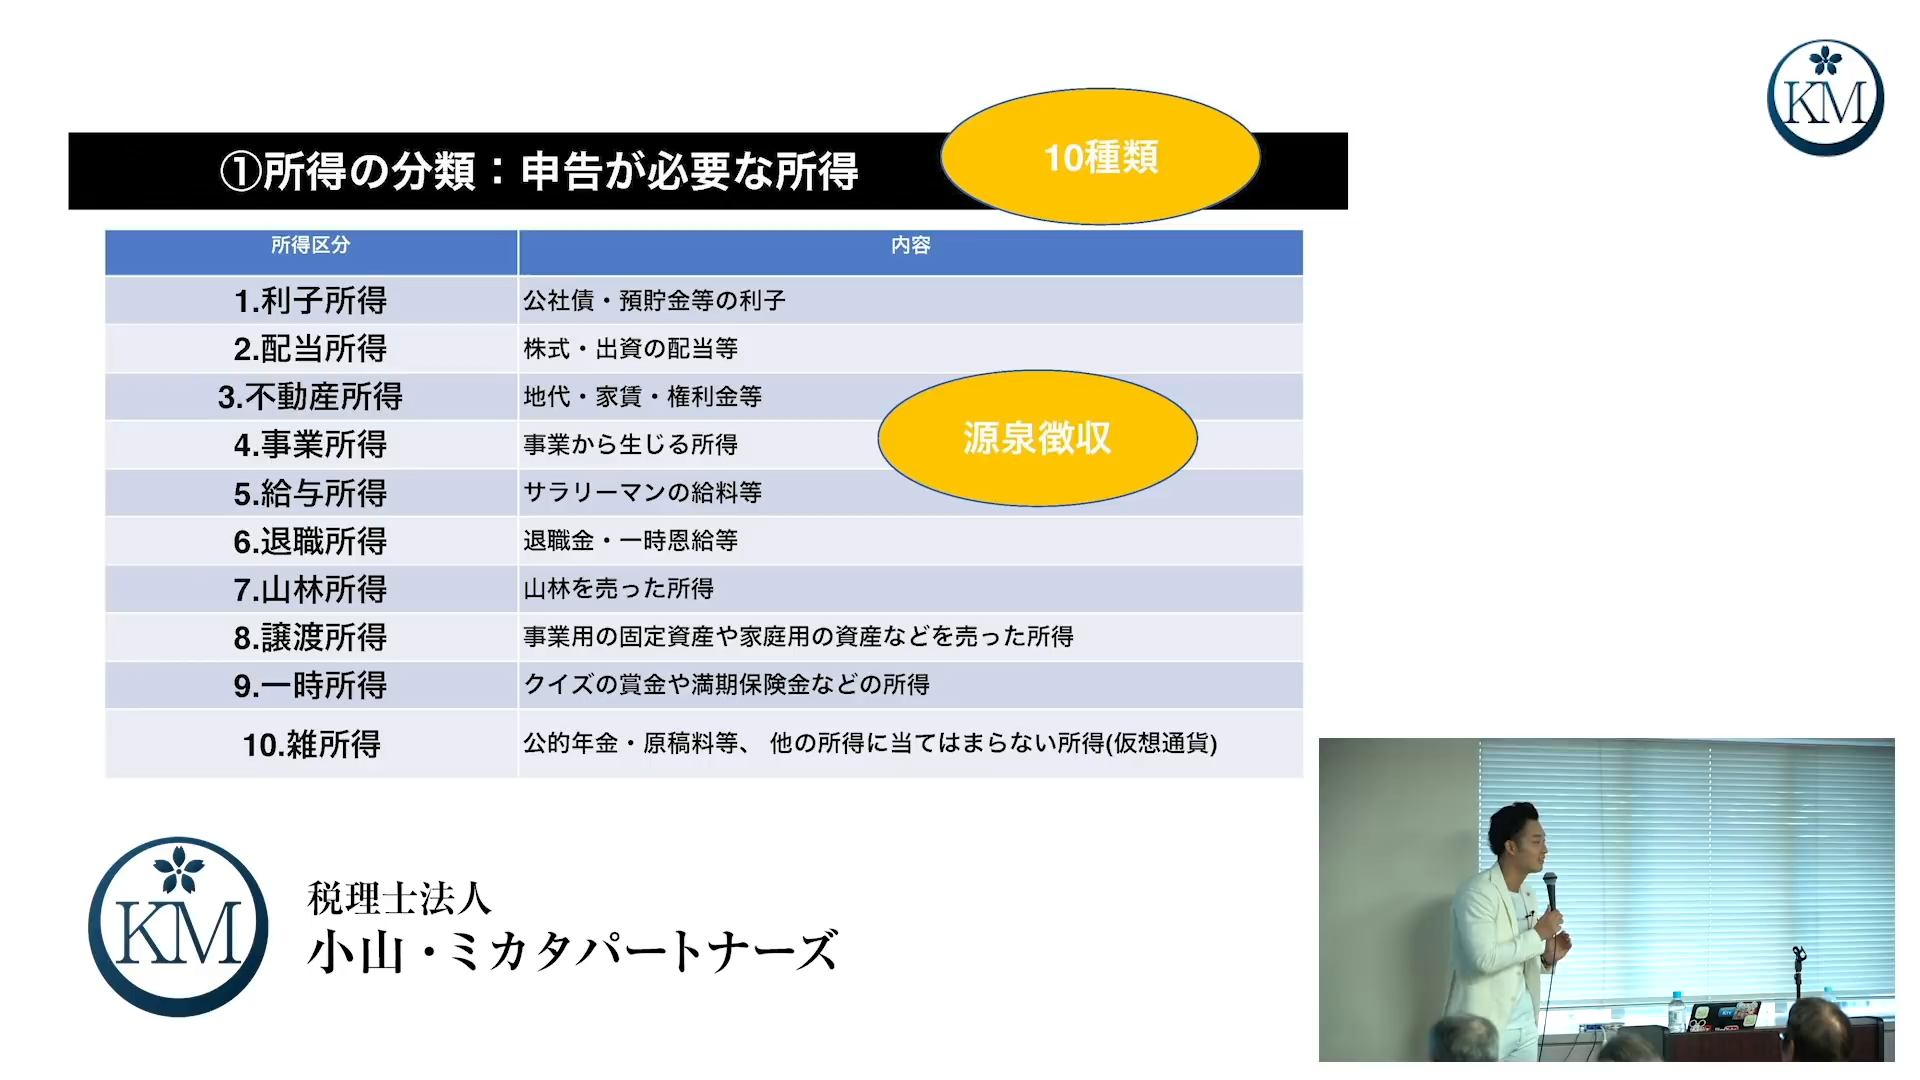 KM
①所得の分類：申告が必要な所得
10種類
所得区分
内容
1.利子所得
公社債・預貯金等の利子
2.配当所得
株式・出資の配当等
3.不動産所得
地代・家賃・権利金等
4.事業所得
事業から生じる所得
源泉徴収
5.給与所得
サラリーマンの給料等
6.退職所得
退職金・一時恩給等
7.山林所得
山林を売った所得
8.譲渡所得
事業用の固定資産や家庭用の資産などを売った所得
9.一時所得
クイズの賞金や満期保険金などの所得
10.雑所得
公的年金・原稿料等、 他の所得に当てはまらない所得(仮想通貨)
KM
税理士法人
小山・ミカタパートナーズ